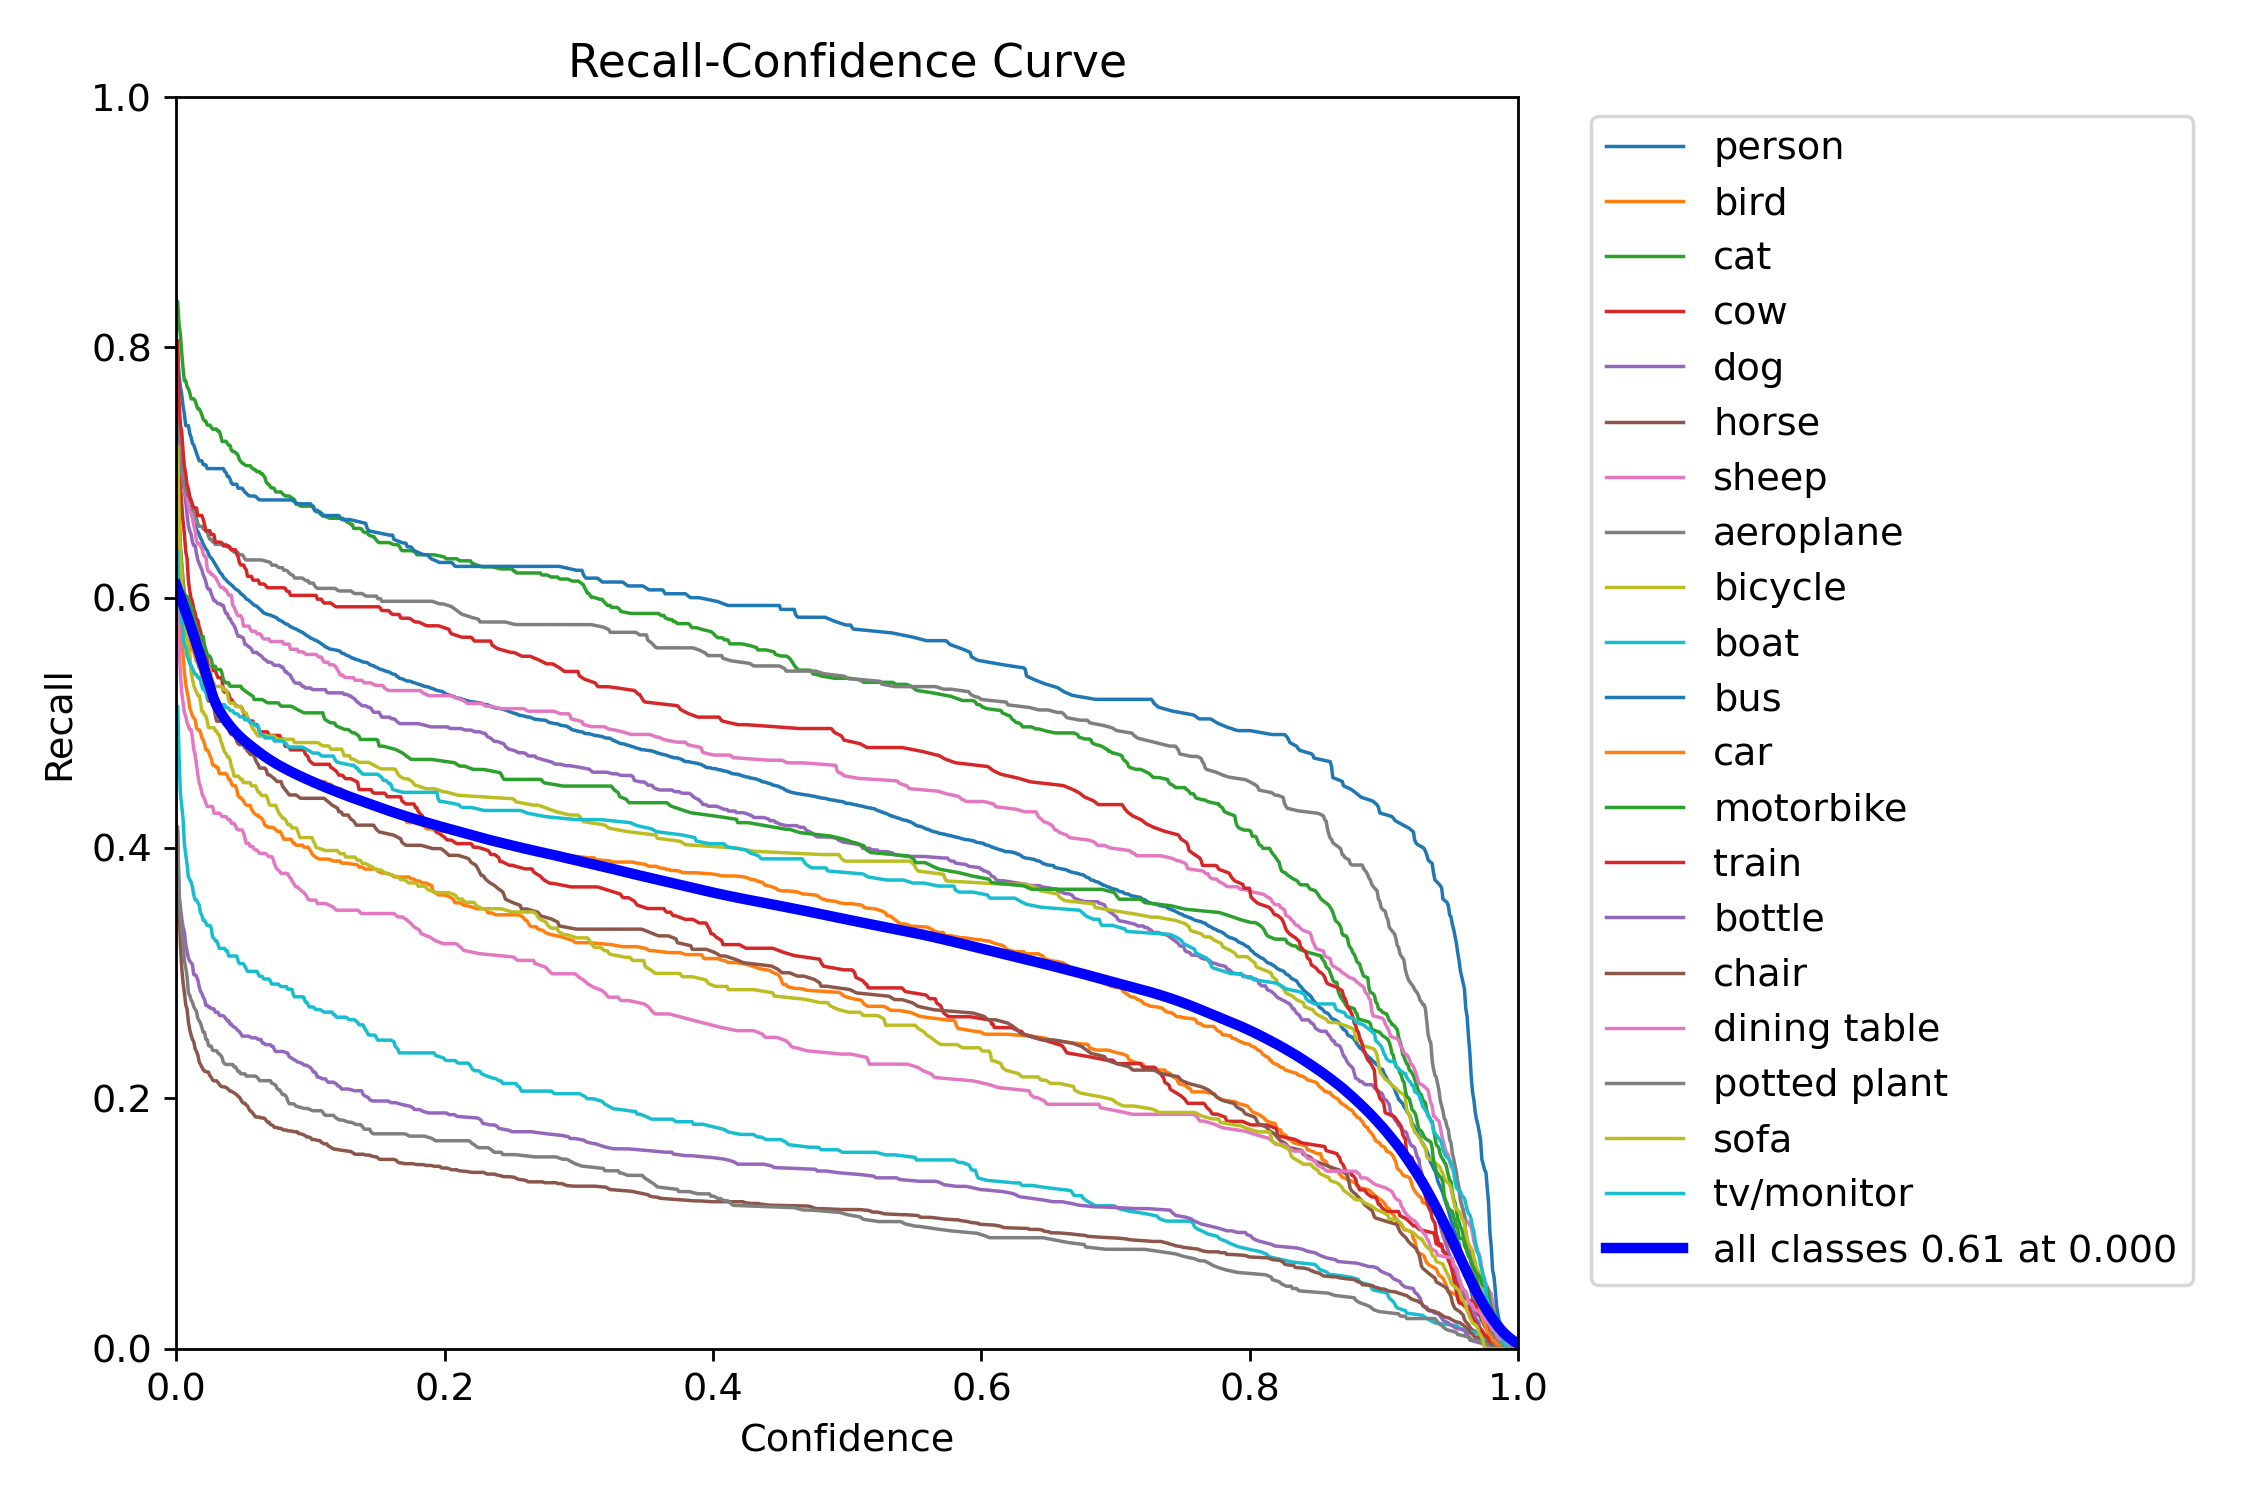 Recall-Confidence Curve
Recall
1.0
0.8
0.6
0.4
0.2
0.0
0.0 0.2 0.4 0.6 0.8 1.0
Confidence
person
bird
cat
cow
dog
horse
sheep
aeroplane
bicycle
boat
bus
car
motorbike
train
bottle
chair
dining table
potted plant
sofa
tv/monitor
all classes 0.61 at 0.000